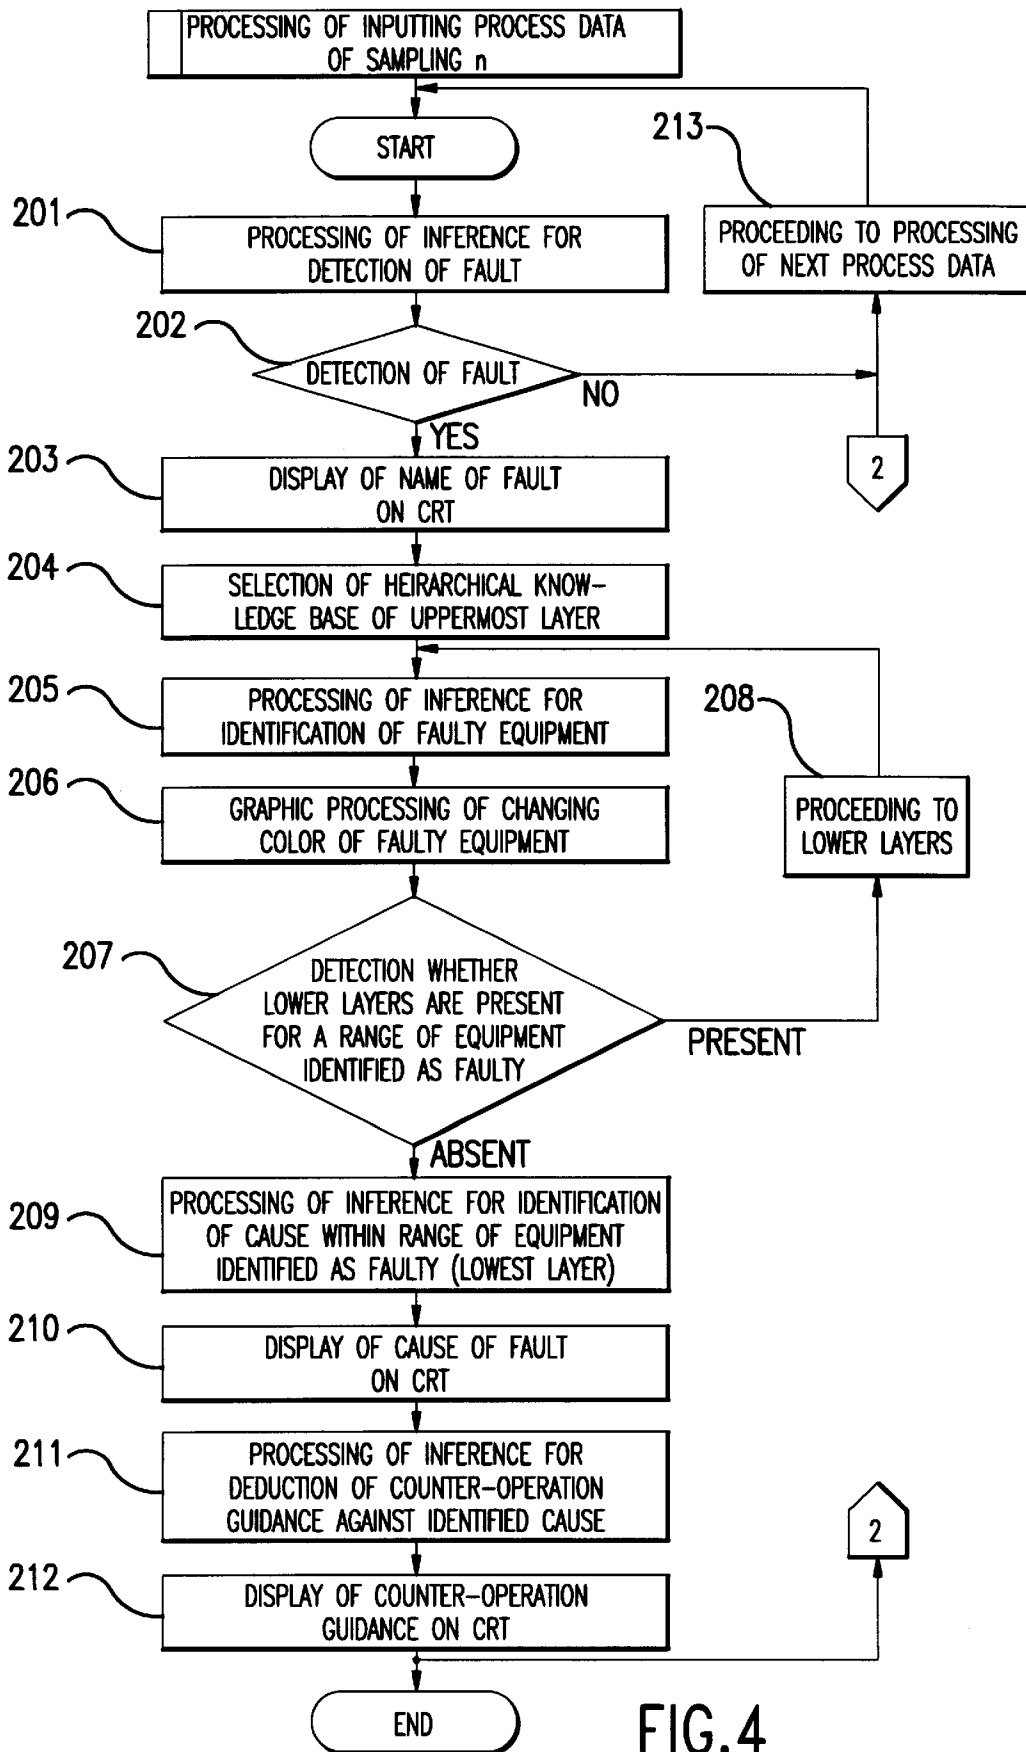 PROCESSING OF INPUTTING PROCESS DATA
OF SAMPLING n
START
213
201
PROCESSING OF INFERENCE FOR
DETECTION OF FAULT
PROCEEDING TO PROCESSING
OF NEXT PROCESS DATA
202
DETECTION OF FAULT
NO
YES
2
203
DISPLAY OF NAME OF FAULT
ON CRT
204
SELECTION OF HEIRARCHICAL KNOW-
LEDGE BASE OF UPPERMOST LAYER
205
PROCESSING OF INFERENCE FOR
IDENTIFICATION OF FAULTY EQUIPMENT
208
206
GRAPHIC PROCESSING OF CHANGING
COLOR OF FAULTY EQUIPMENT
PROCEEDING TO
LOWER LAYERS
207
DETECTION WHETHER
LOWER LAYERS ARE PRESENT
FOR A RANGE OF EQUIPMENT
IDENTIFIED AS FAULTY
PRESENT
ABSENT
209
PROCESSING OF INFERENCE FOR IDENTIFICATION
OF CAUSE WITHIN RANGE OF EQUIPMENT
IDENTIFIED AS FAULTY (LOWEST LAYER)
210
DISPLAY OF CAUSE OF FAULT
ON CRT
211
PROCESSING OF INFERENCE FOR
DEDUCTION OF COUNTER-OPERATION
GUIDANCE AGAINST IDENTIFIED CAUSE
2
212
DISPLAY OF COUNTER-OPERATION
GUIDANCE ON CRT
END
FIG.4